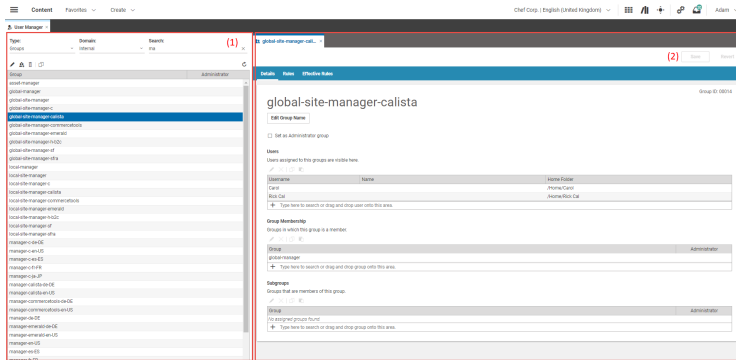 Content Favorites Create Chef Corp. | English (United Kingdom) Adam
User Manager ×
Type: Domain: Search: (1)
Groups Internal ma ×
Group Administrator
asset-manager
global-manager
global-site-manager
global-site-manager-c
global-site-manager-calista
global-site-manager-commercetools
global-site-manager-emerald
global-site-manager-h-b2c
global-site-manager-sf
global-site-manager-sfra
local-manager
local-site-manager
local-site-manager-c
local-site-manager-calista
local-site-manager-commercetools
local-site-manager-emerald
local-site-manager-h-b2c
local-site-manager-sf
local-site-manager-sfra
manager-c-de-DE
manager-c-en-US
manager-c-es-ES
manager-c-fr-FR
manager-c-ja-JP
manager-calista-de-DE
manager-calista-en-US
manager-commercetools-de-DE
manager-commercetools-en-US
manager-de-DE
manager-emerald-de-DE
manager-emerald-en-US
manager-en-US
manager-es-ES
global-site-manager-cali... ×
(2) Save Revert
Details Roles Effective Roles
Group ID: 08016
global-site-manager-calista
Edit Group Name
Set as Administrator group
Users
Users assigned to this groups are visible here.
Username Name Home Folder
Carol /Home/Carol
Rick Cal /Home/Rick Cal
+ Type here to search or drag and drop user onto this area.
Group Membership
Groups in which this group is a member.
Group Administrator
global-manager
+ Type here to search or drag and drop group onto this area.
Subgroups
Groups that are members of this group.
Group Administrator
No assigned groups found.
+ Type here to search or drag and drop group onto this area.